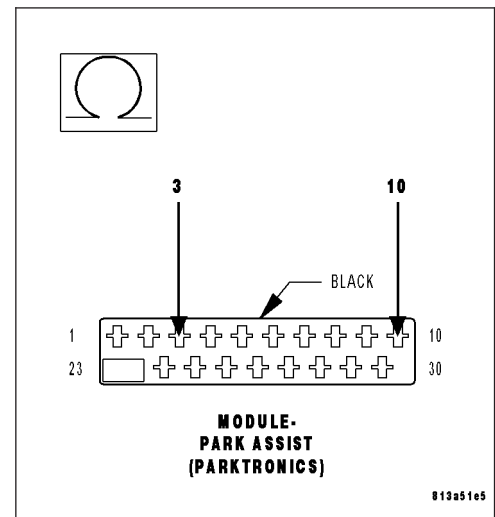 3 10
BLACK
1 10
23 30
MODULE-
PARK ASSIST
(PARKTRONICS)
813a51e5